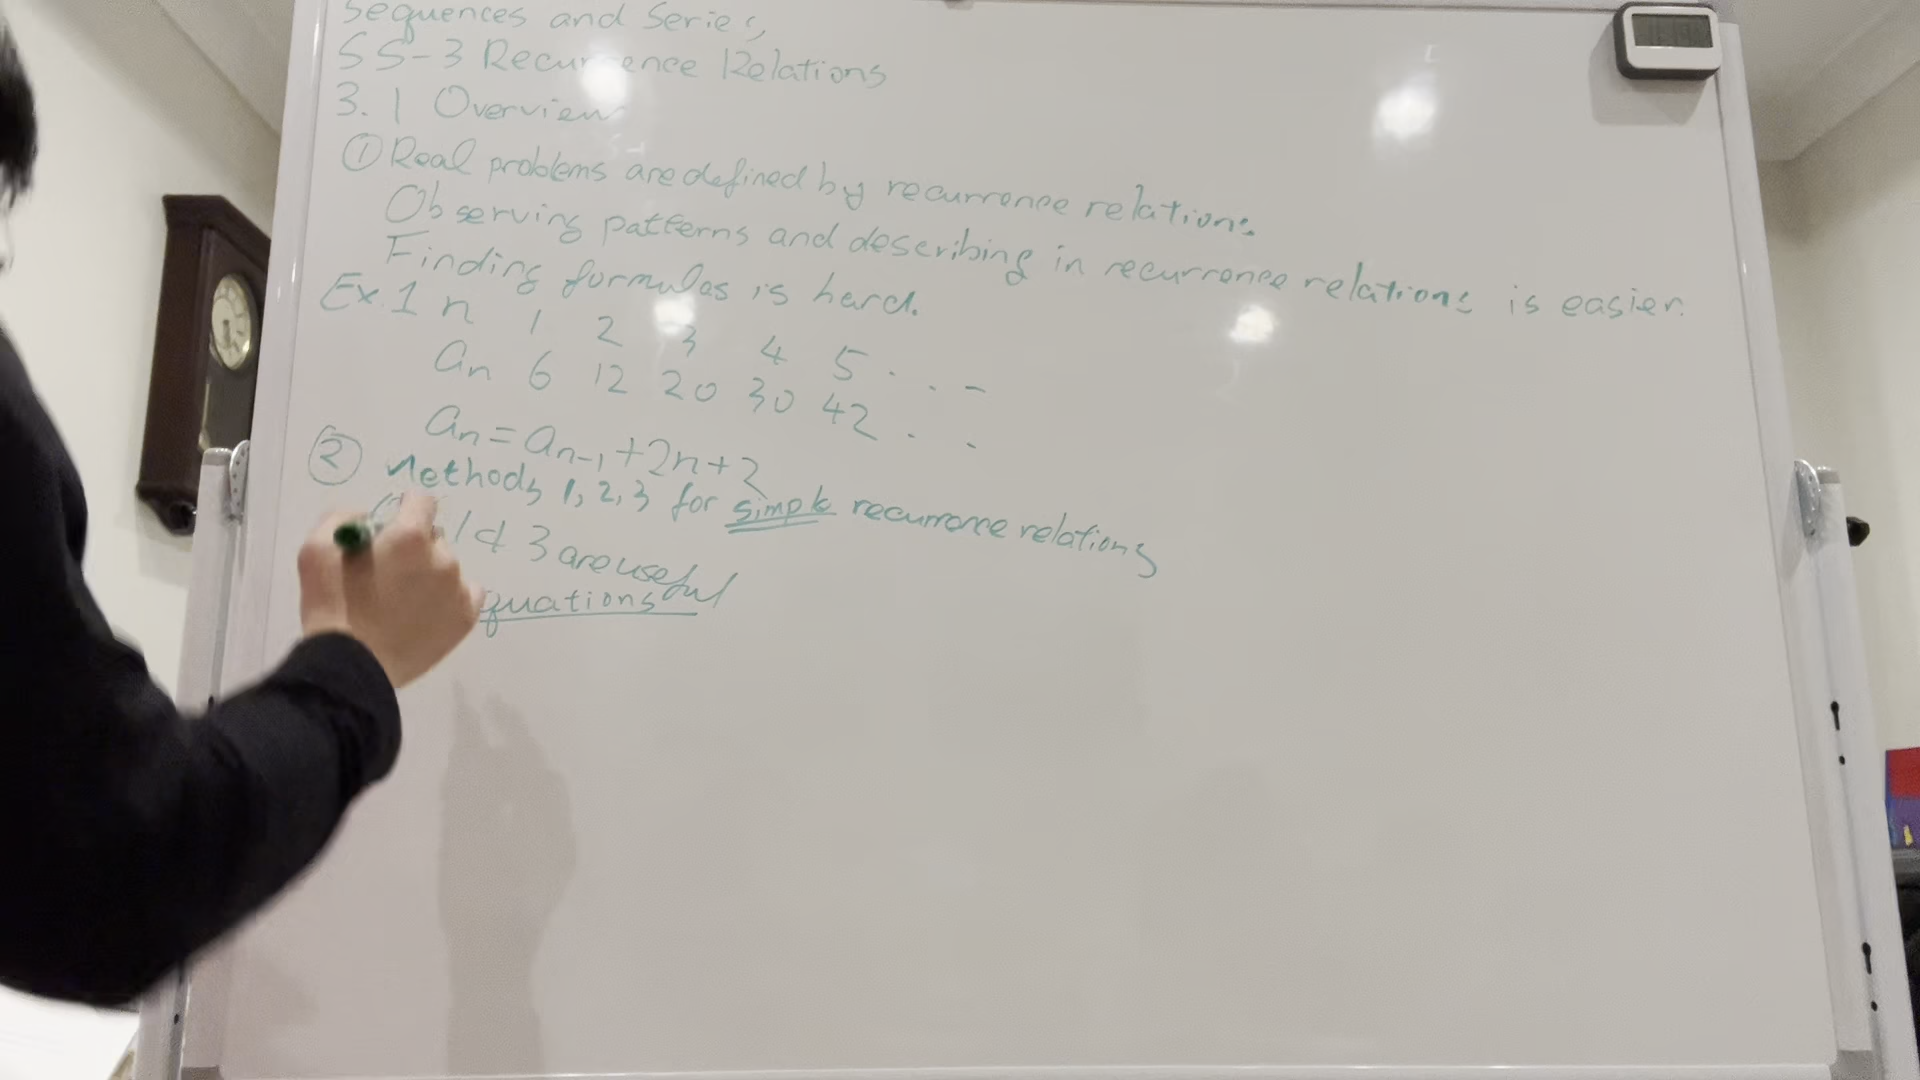 Sequences and Series,
SS-3 Recurrence Relations
3.1 Overview
① Real problems are defined by recurrence relations.
Observing patterns and describing in recurrence relations is easier.
Finding formulas is hard.
Ex.1 n 1 2 3 4 5 . . .
an 6 12 20 30 42 . .
an = an-1 + 2n + 2
② Methods 1, 2, 3 for simple recurrence relations
3 are useful
quations